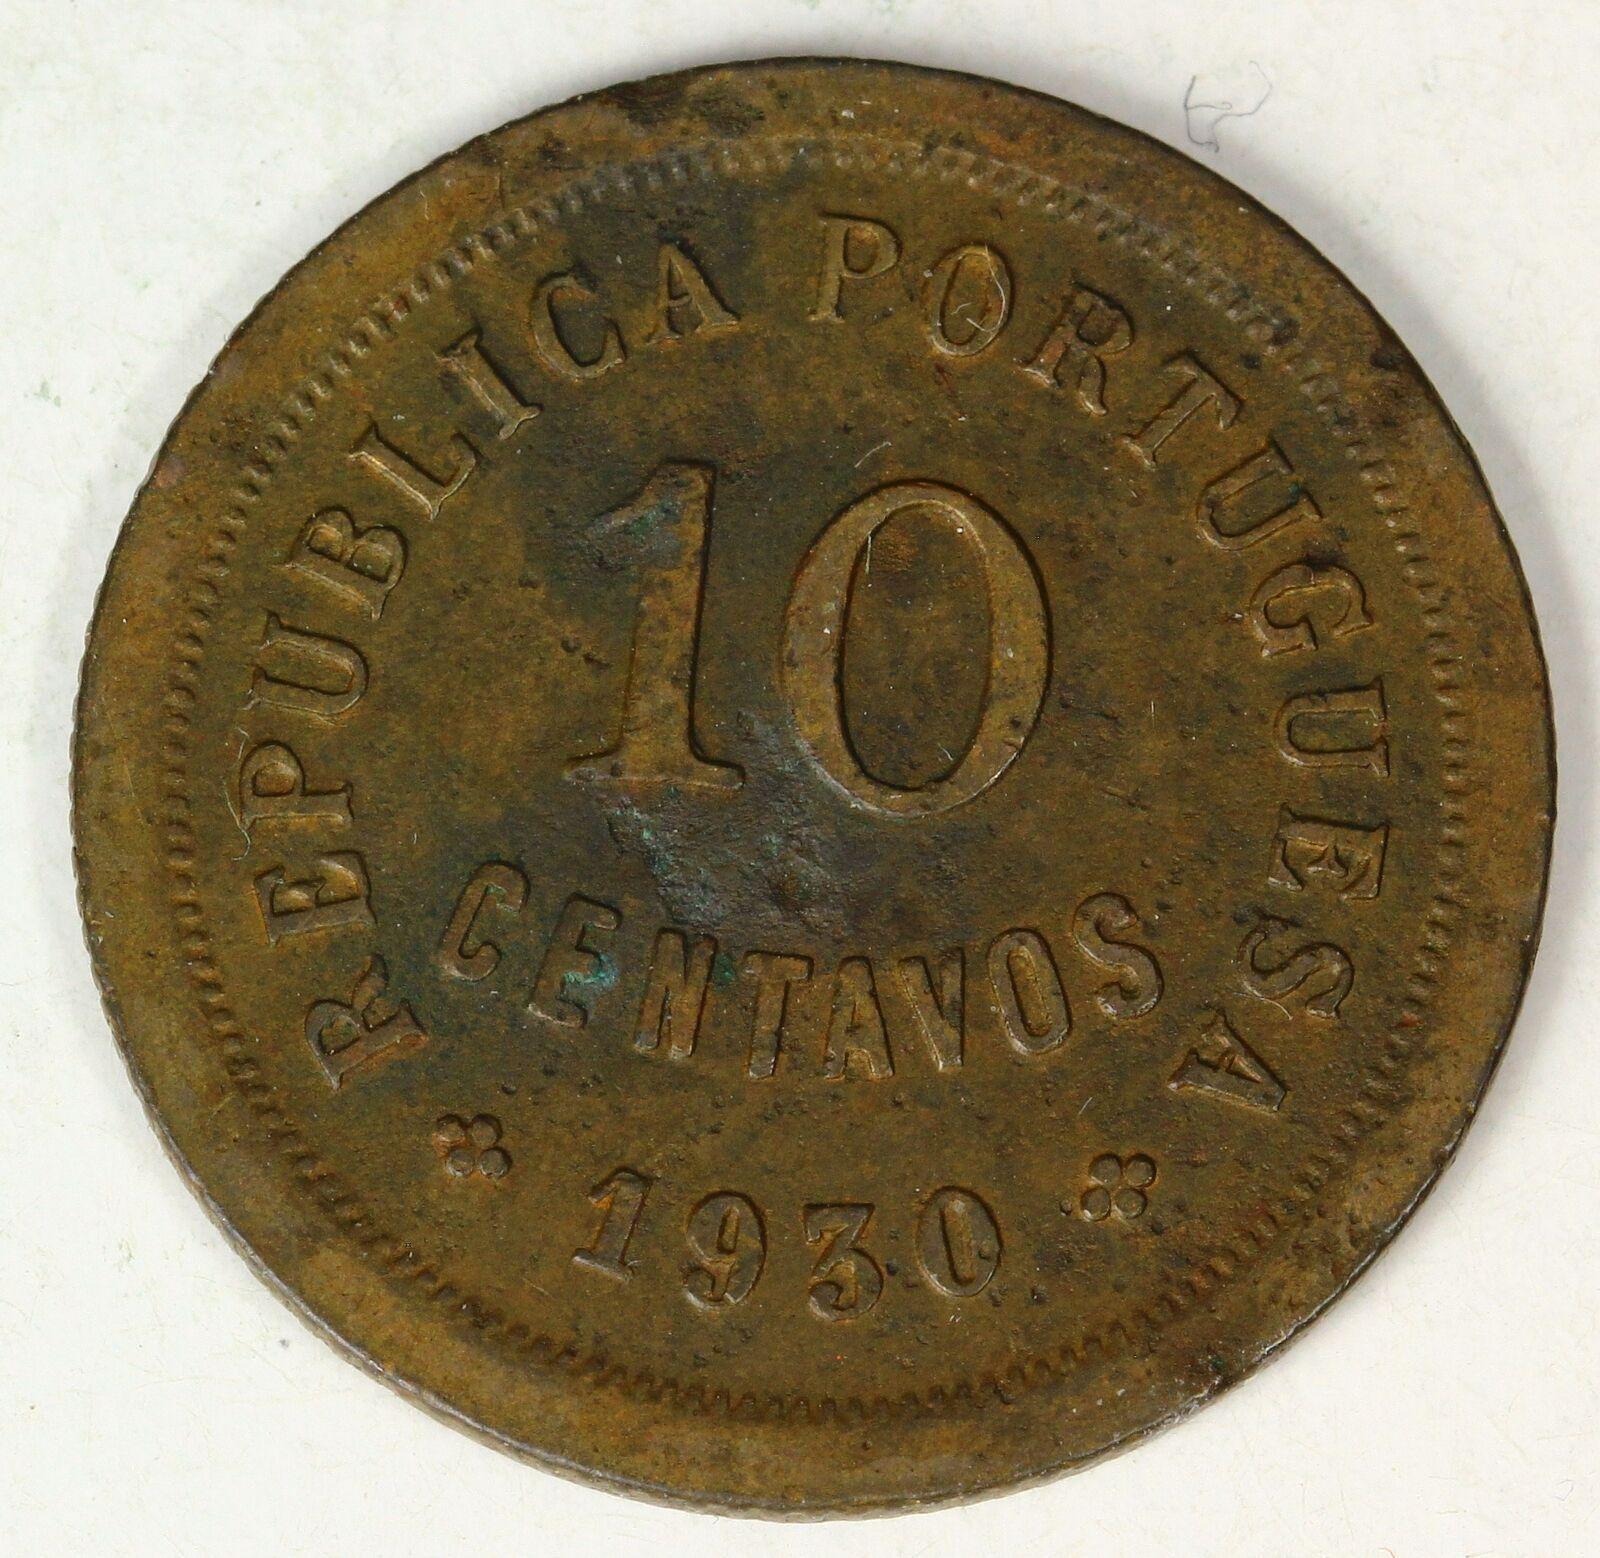 REPUBLICA PORTUGUESA
10
CENTAVOS
1930